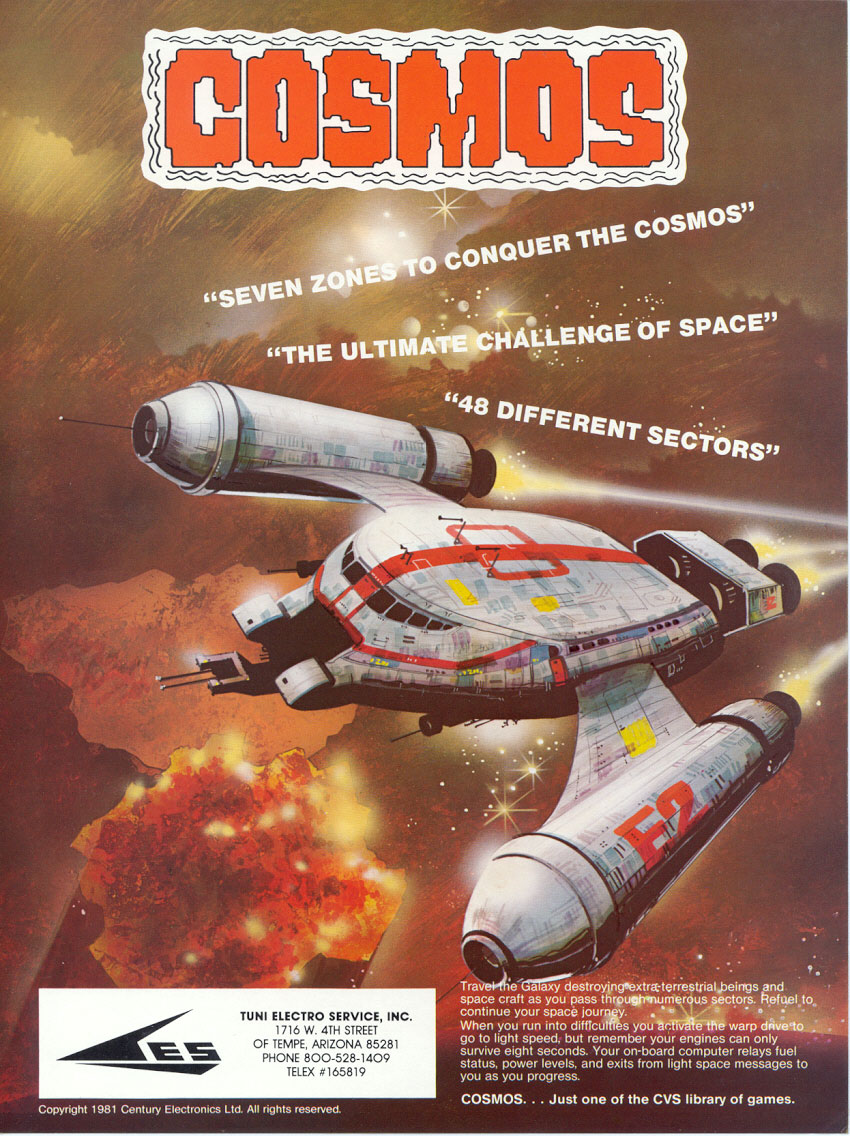 COSMOS
"SEVEN ZONES TO CONQUER THE COSMOS"
"THE ULTIMATE CHALLENGE OF SPACE"
"48 DIFFERENT SECTORS"
E2
TES
TUNI ELECTRO SERVICE, INC.
1716 W. 4TH STREET
OF TEMPE, ARIZONA 85281
PHONE 800-528-1409
TELEX #165819
Copyright 1981 Century Electronics Ltd. All rights reserved.
Travel the Galaxy destroying extra-terrestrial beings and
space craft as you pass through numerous sectors. Refuel to
continue your space journey.
When you run into difficulties you activate the warp drive to
go to light speed, but remember your engines can only
survive eight seconds. Your on-board computer relays fuel
status, power levels, and exits from light space messages to
you as you progress.
COSMOS. . . Just one of the CVS library of games.